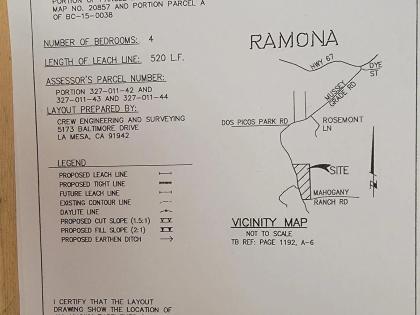 MAP NO. 20857 AND PORTION PARCEL A
OF BC-15-0038
NUMBER OF BEDROOMS: 4
LENGTH OF LEACH LINE: 520 L.F.
ASSESSOR'S PARCEL NUMBER:
PORTION 327-011-42 AND
327-011-43 AND 327-011-44
LAYOUT PREPARED BY:
CREW ENGINEERING AND SURVEYING
5173 BALTIMORE DRIVE
LA MESA, CA 91942
LEGEND
PROPOSED LEACH LINE
PROPOSED TIGHT LINE
FUTURE LEACH LINE
EXISTING CONTOUR LINE
DAYLITE LINE
PROPOSED CUT SLOPE (1.5:1)
PROPOSED FILL SLOPE (2:1)
PROPOSED EARTHEN DITCH
I CERTIFY THAT THE LAYOUT
DRAWING SHOW THE LOCATION OF
RAMONA
HWY 67
DYE
ST
MUSSEY
GRADE RD
DOS PICOS PARK RD
ROSEMONT
LN
SITE
MAHOGANY
RANCH RD
VICINITY MAP
NOT TO SCALE
TB REF: PAGE 1192, A-6